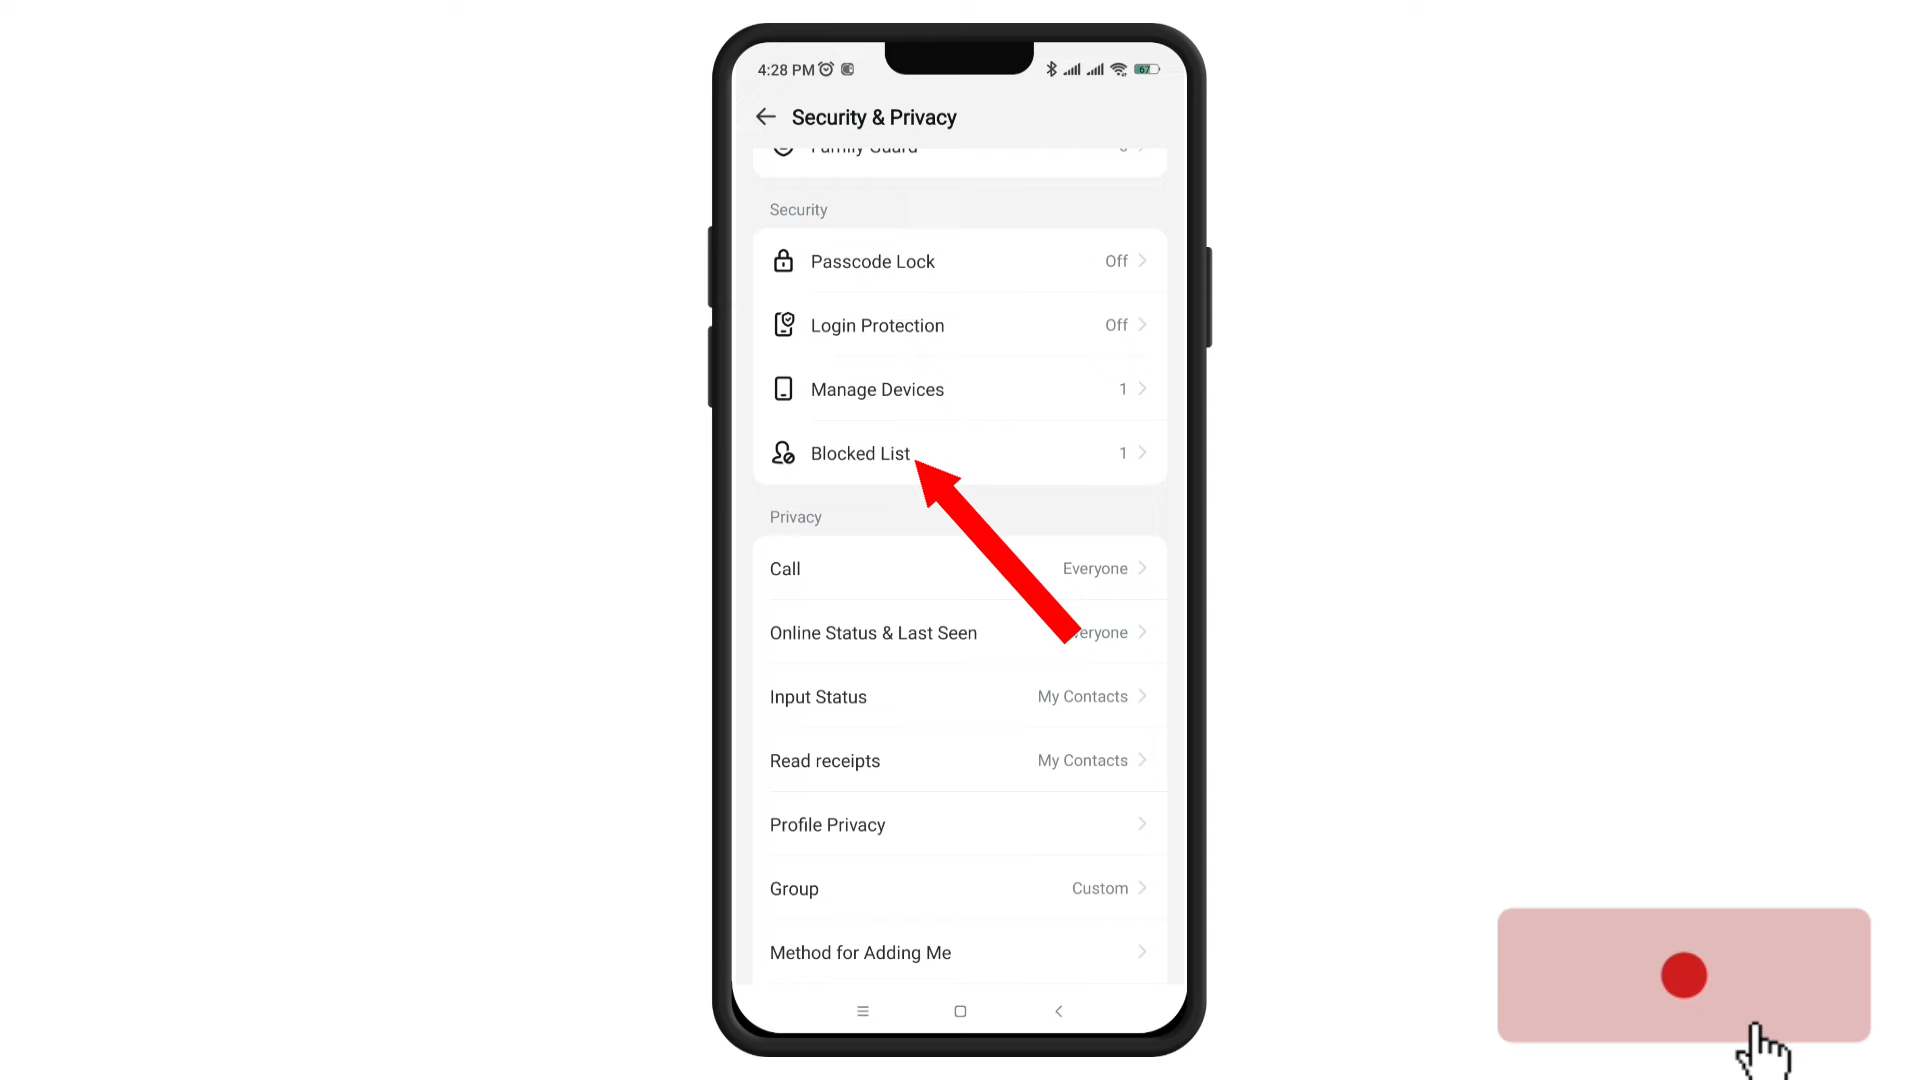 4:28 PM
67
Security & Privacy
Family Guard
Security
Passcode Lock Off
Login Protection Off
Manage Devices 1
Blocked List 1
Privacy
Call Everyone
Online Status & Last Seen eryone
Input Status My Contacts
Read receipts My Contacts
Profile Privacy
Group Custom
Method for Adding Me